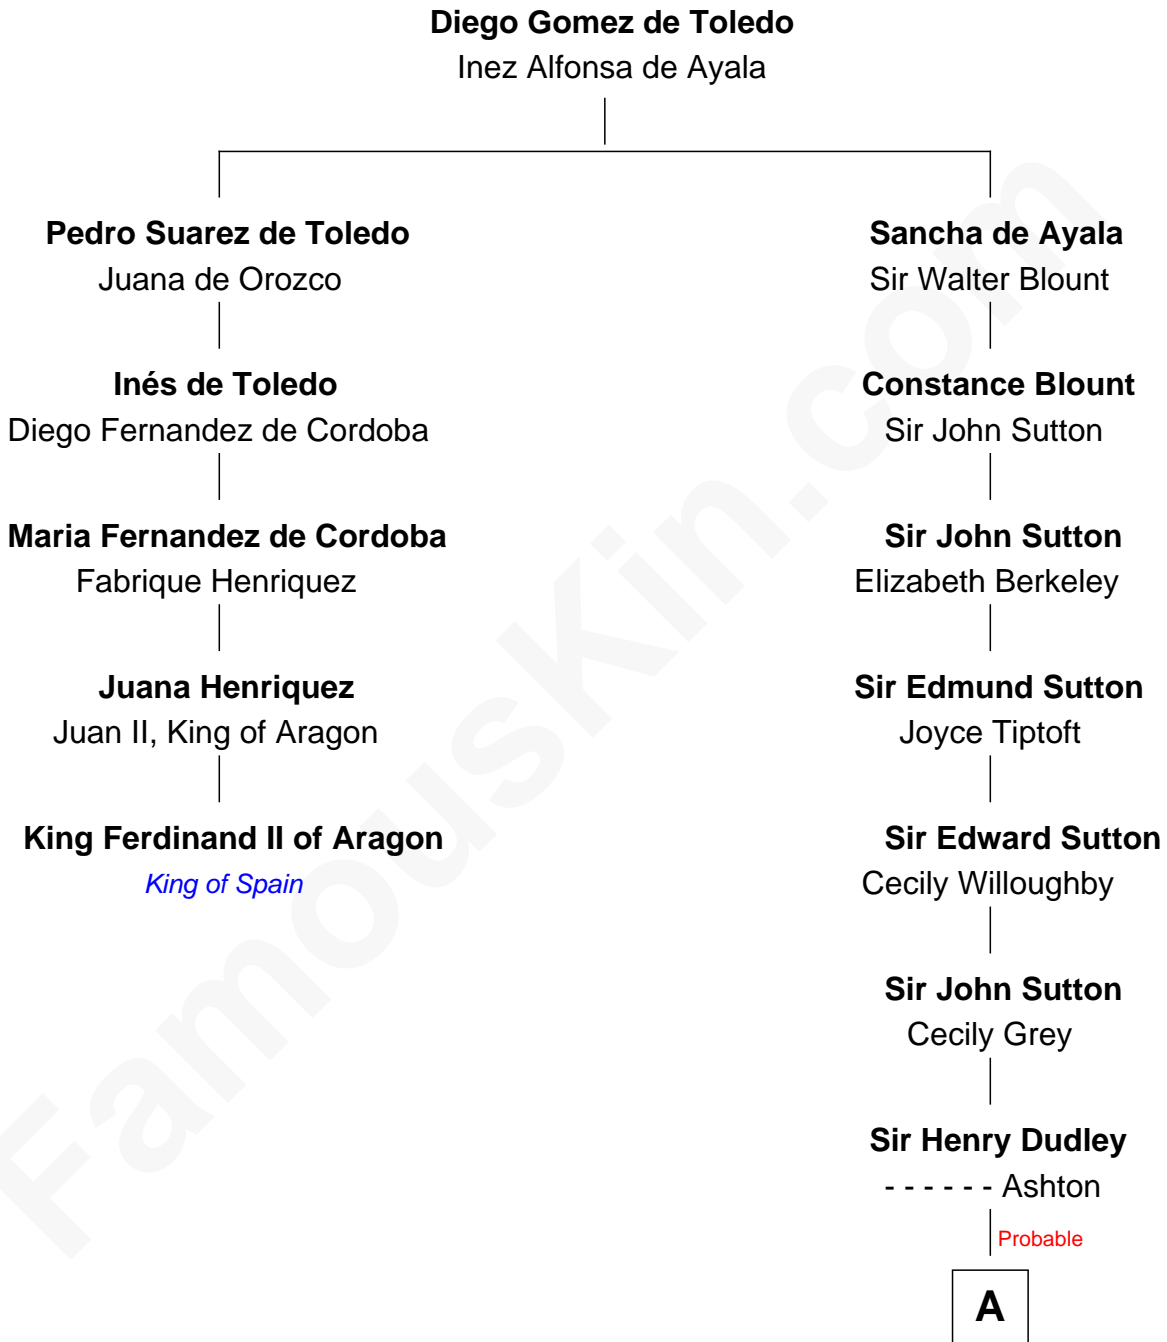 Diego Gomez de Toledo
Inez Alfonsa de Ayala
Pedro Suarez de Toledo
Juana de Orozco
Inés de Toledo
Diego Fernandez de Cordoba
Maria Fernandez de Cordoba
Fabrique Henriquez
Juana Henriquez
Juan II, King of Aragon
King Ferdinand II of Aragon
King of Spain
Sancha de Ayala
Sir Walter Blount
Constance Blount
Sir John Sutton
Sir John Sutton
Elizabeth Berkeley
Sir Edmund Sutton
Joyce Tiptoft
Sir Edward Sutton
Cecily Willoughby
Sir John Sutton
Cecily Grey
Sir Henry Dudley
- - - - - - Ashton
Probable
A
FamousKin.com